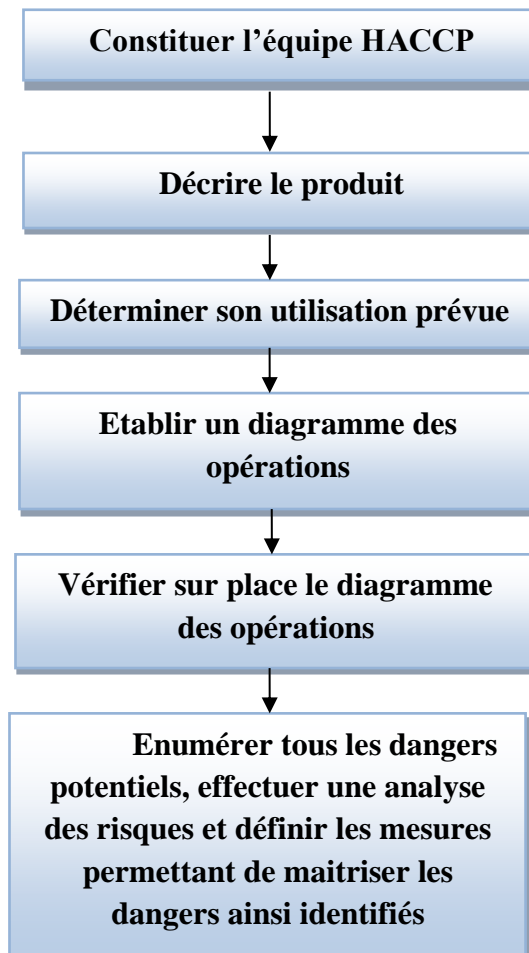 Constituer l’équipe HACCP
Décrire le produit
Déterminer son utilisation prévue
Etablir un diagramme des
opérations
Vérifier sur place le diagramme
des opérations
Enumérer tous les dangers
potentiels, effectuer une analyse
des risques et définir les mesures
permettant de maitriser les
dangers ainsi identifiés